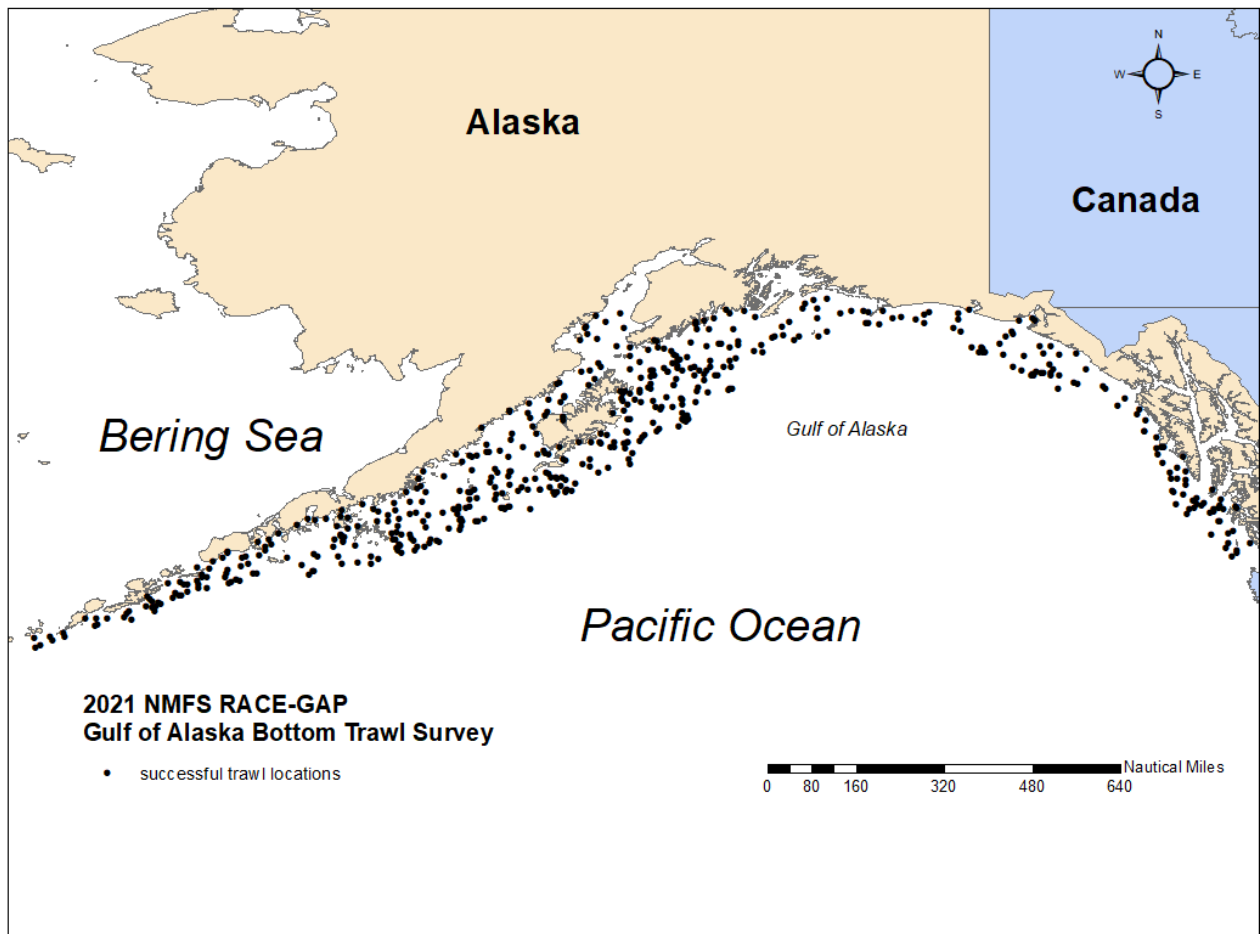 N
W E
S
Alaska
Canada
Bering Sea
Gulf of Alaska
Pacific Ocean
2021 NMFS RACE-GAP
Gulf of Alaska Bottom Trawl Survey
successful trawl locations
Nautical Miles
0 80 160 320 480 640